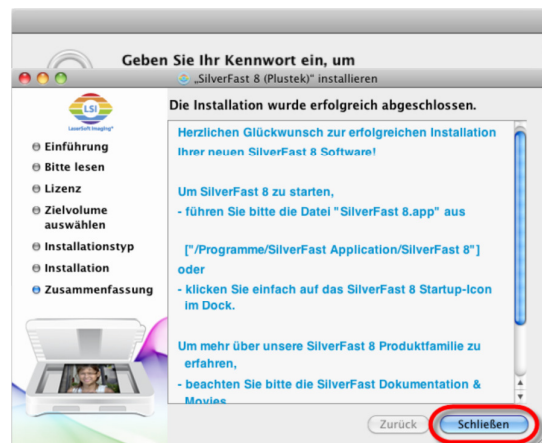 Geben Sie Ihr Kennwort ein, um
„SilverFast 8 (Plustek)“ installieren
LSI
LaserSoft Imaging
Einführung
Bitte lesen
Lizenz
Zielvolume
auswählen
Installationstyp
Installation
Zusammenfassung
Die Installation wurde erfolgreich abgeschlossen.
Herzlichen Glückwunsch zur erfolgreichen Installation
Ihrer neuen SilverFast 8 Software!
Um SilverFast 8 zu starten,
- führen Sie bitte die Datei "SilverFast 8.app" aus
["/Programme/SilverFast Application/SilverFast 8"]
oder
- klicken Sie einfach auf das SilverFast 8 Startup-Icon
im Dock.
Um mehr über unsere SilverFast 8 Produktfamilie zu
erfahren,
- beachten Sie bitte die SilverFast Dokumentation &
Movies
Zurück
Schließen